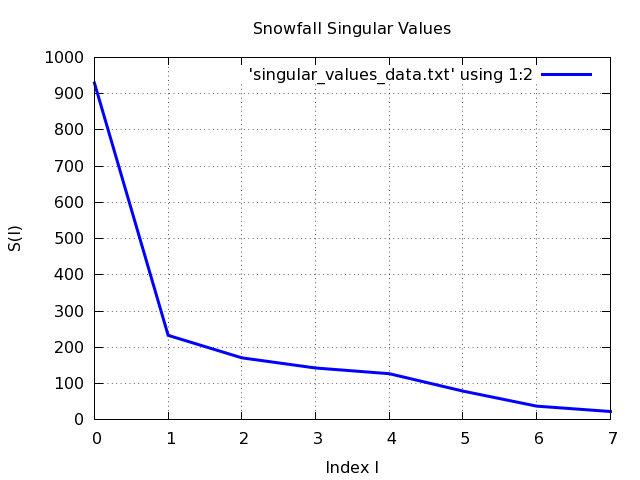 Snowfall Singular Values
'singular_values_data.txt' using 1:2
1000
900
800
700
600
500
400
300
200
100
0
S(I)
0 1 2 3 4 5 6 7
Index I